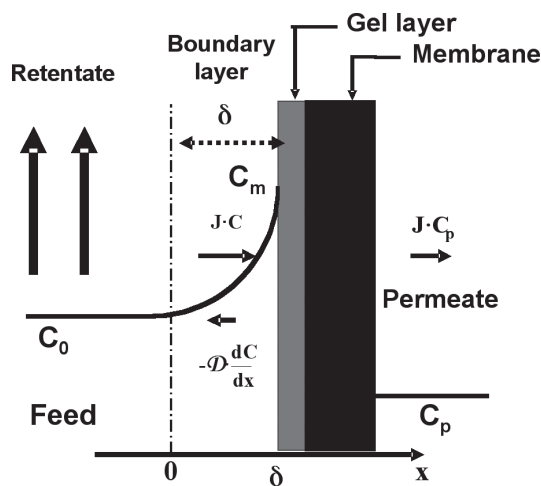 Gel layer
Boundary
layer
Membrane
Retentate
δ
Cm
J·C
J·Cp
Permeate
C0
-𝒟·dC/dx
Feed
Cp
0
δ
x